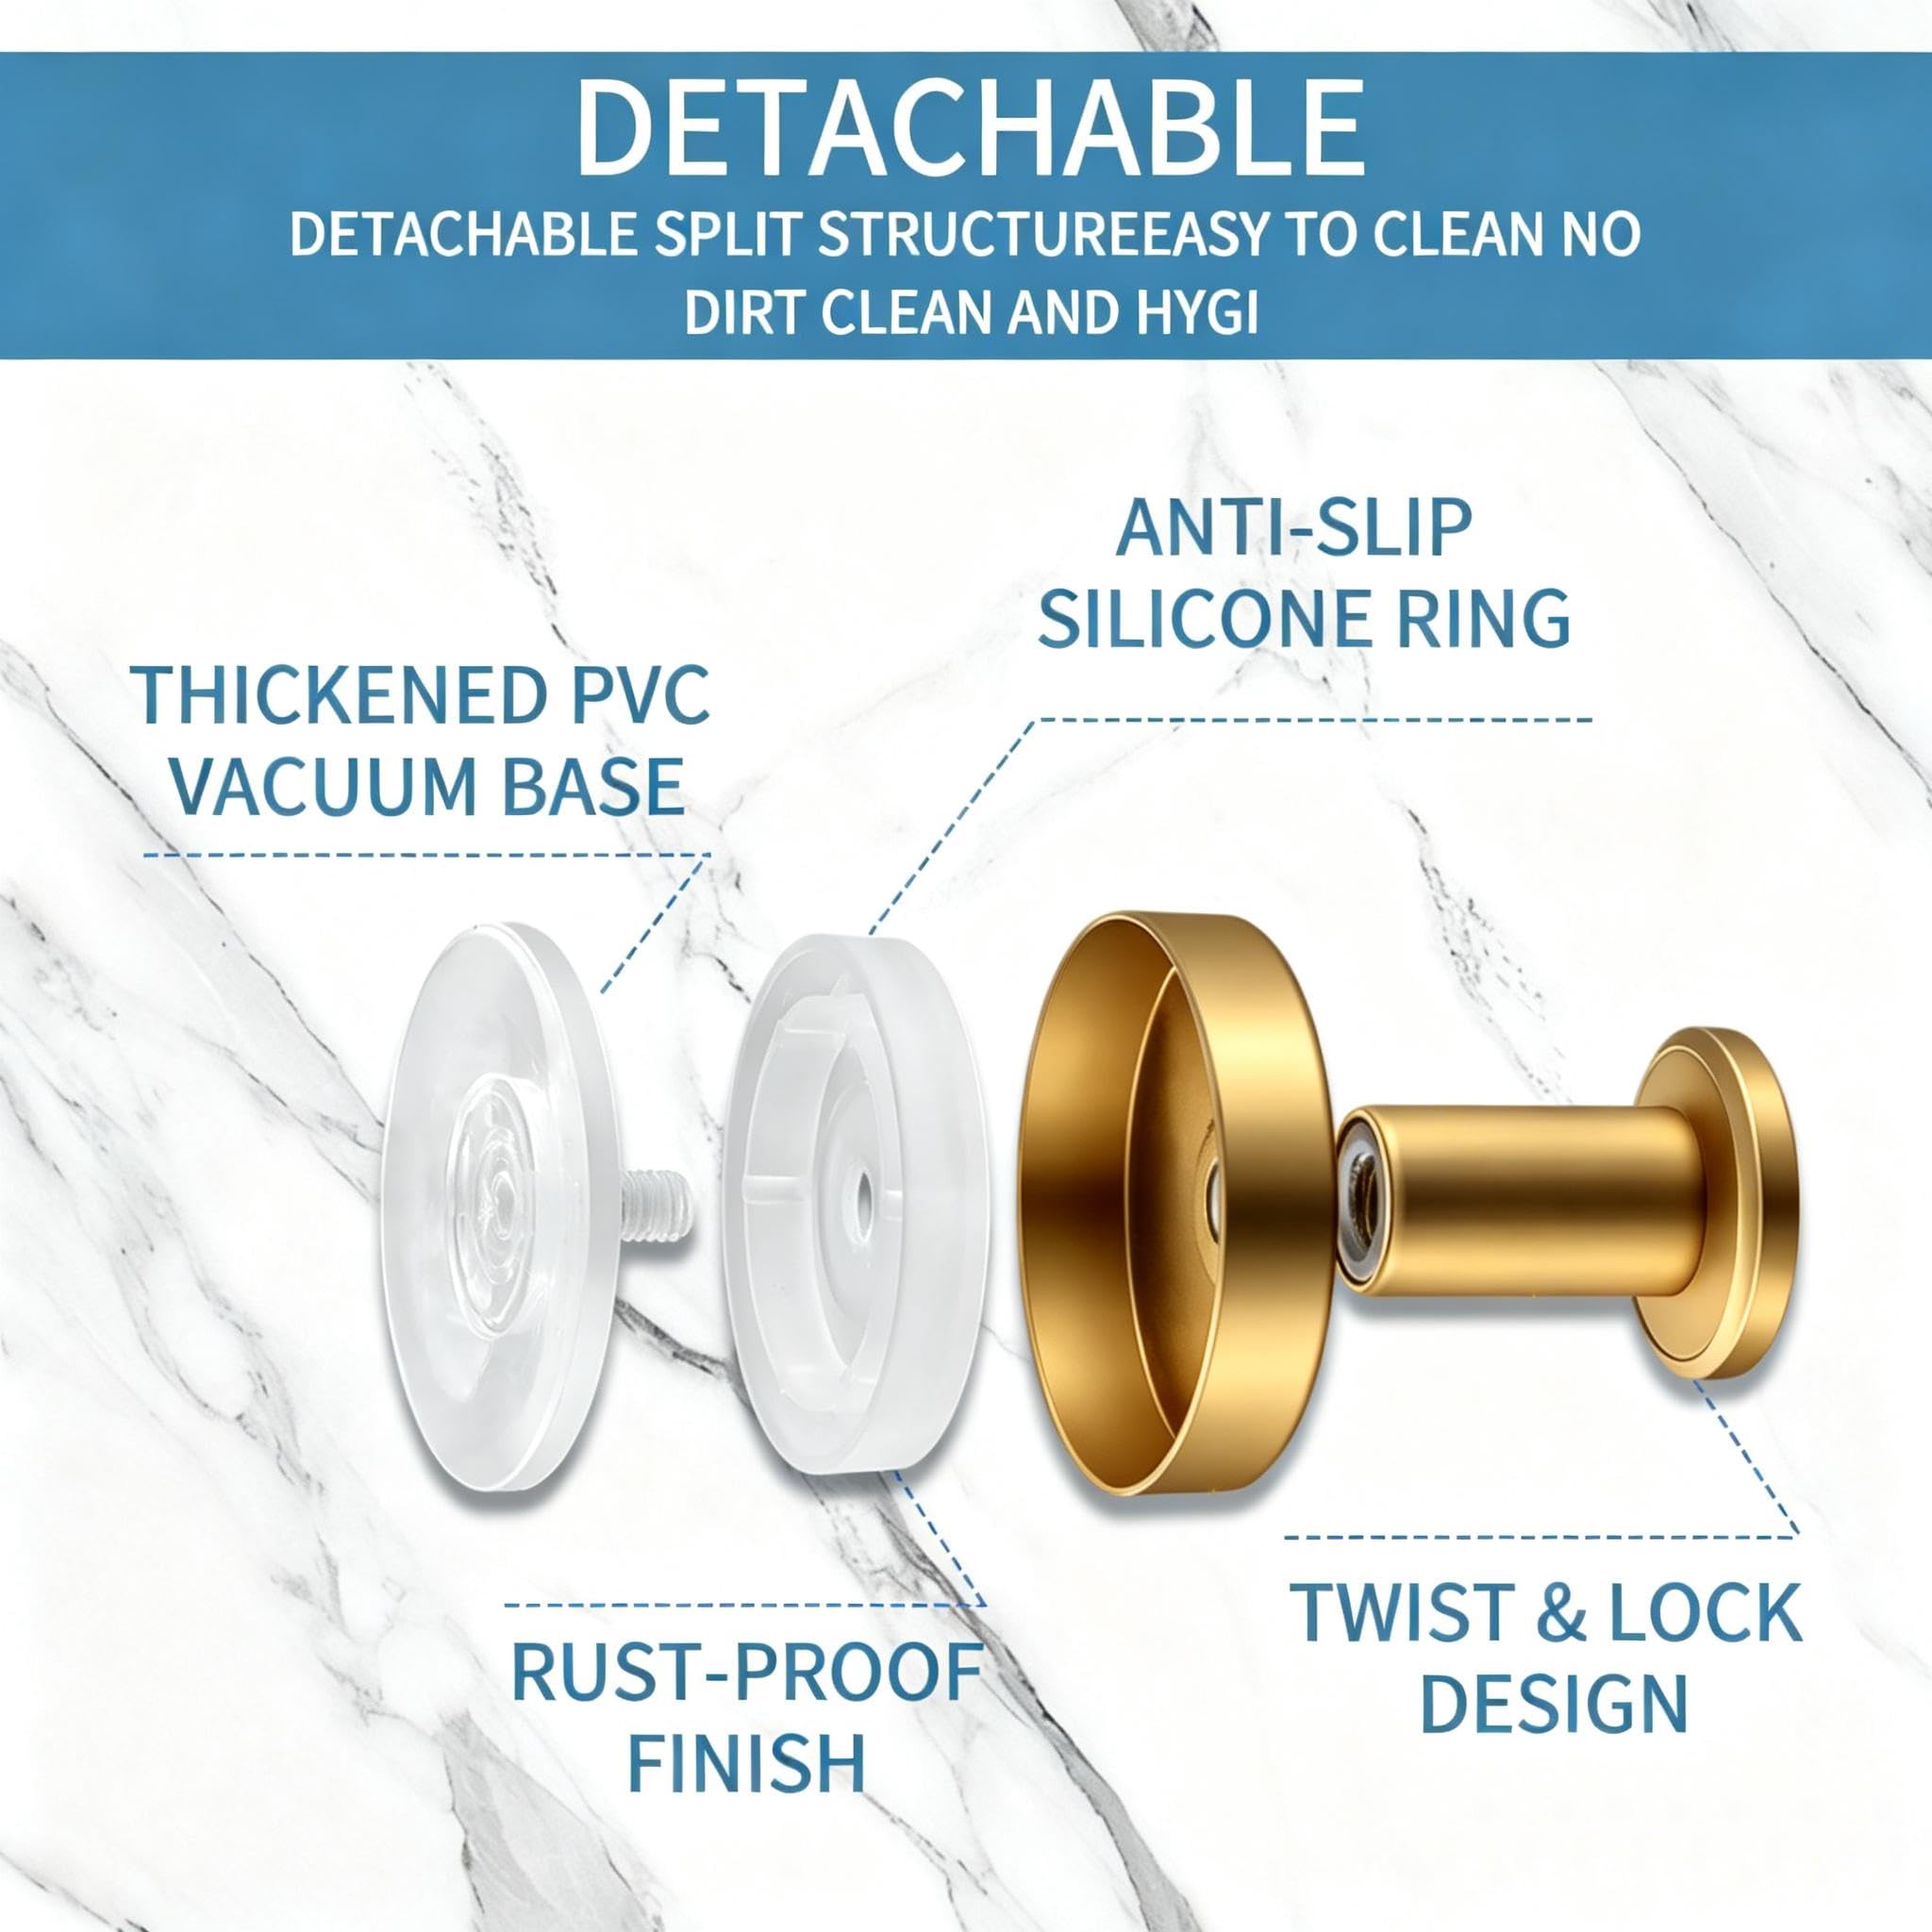 DETACHABLE
DETACHABLE SPLIT STRUCTUREEASY TO CLEAN NO
DIRT CLEAN AND HYGI
ANTI-SLIP
SILICONE RING
THICKENED PVC
VACUUM BASE
RUST-PROOF
FINISH
TWIST & LOCK
DESIGN